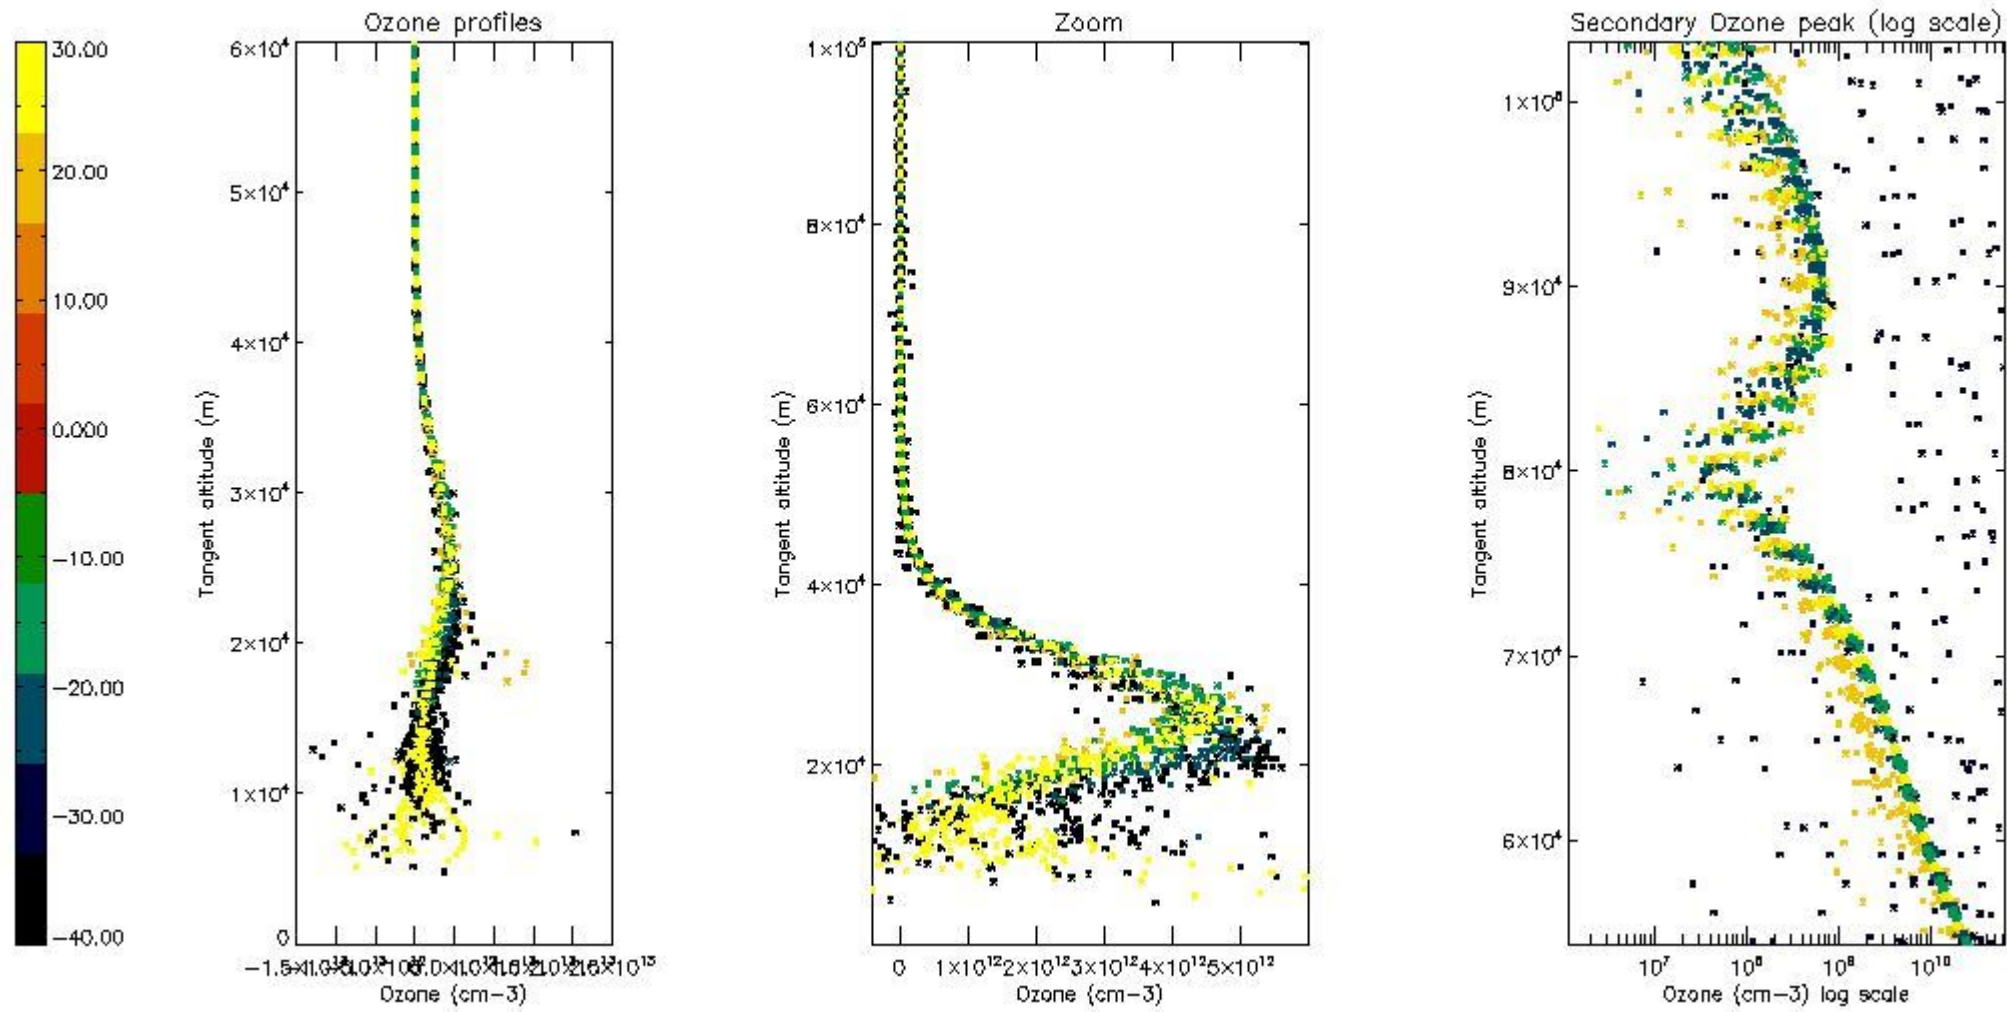 Ozone profiles
Zoom
Secondary Ozone peak (log scale)
30.00
20.00
10.00
0.000
−10.00
−20.00
−30.00
−40.00
6×10⁴
5×10⁴
4×10⁴
3×10⁴
2×10⁴
1×10⁴
0
Tangent altitude (m)
Ozone (cm−3)
1×10⁵
8×10⁴
6×10⁴
4×10⁴
2×10⁴
Tangent altitude (m)
0 1×10¹² 2×10¹² 3×10¹² 4×10¹² 5×10¹²
Ozone (cm−3)
1×10⁵
9×10⁴
8×10⁴
7×10⁴
6×10⁴
Tangent altitude (m)
10⁷ 10⁸ 10⁹ 10¹⁰
Ozone (cm−3) log scale